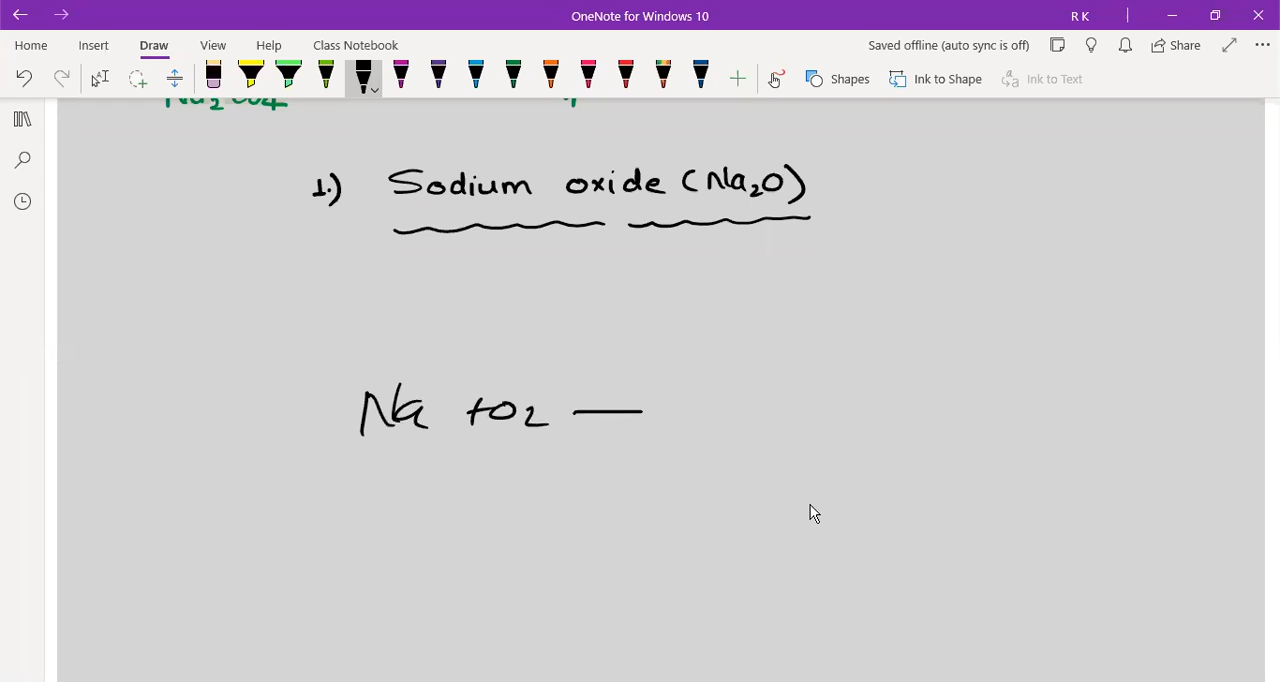 OneNote for Windows 10
R K
Home Insert Draw View Help Class Notebook
Saved offline (auto sync is off) Share
Shapes Ink to Shape Ink to Text
1.) Sodium oxide (Na₂O)
Na +O₂ —